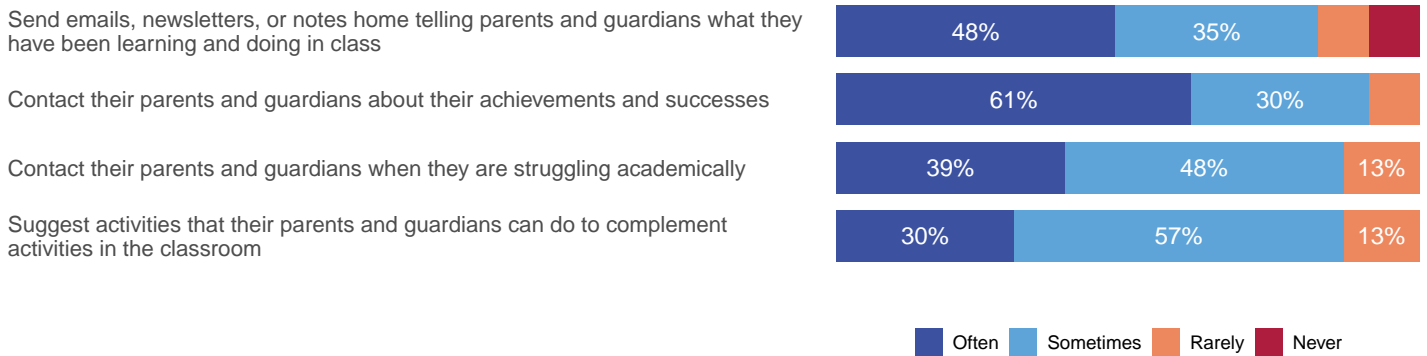 Send emails, newsletters, or notes home telling parents and guardians what they
have been learning and doing in class
48%
35%
Contact their parents and guardians about their achievements and successes
61%
30%
Contact their parents and guardians when they are struggling academically
39%
48%
13%
Suggest activities that their parents and guardians can do to complement
activities in the classroom
30%
57%
13%
Often
Sometimes
Rarely
Never